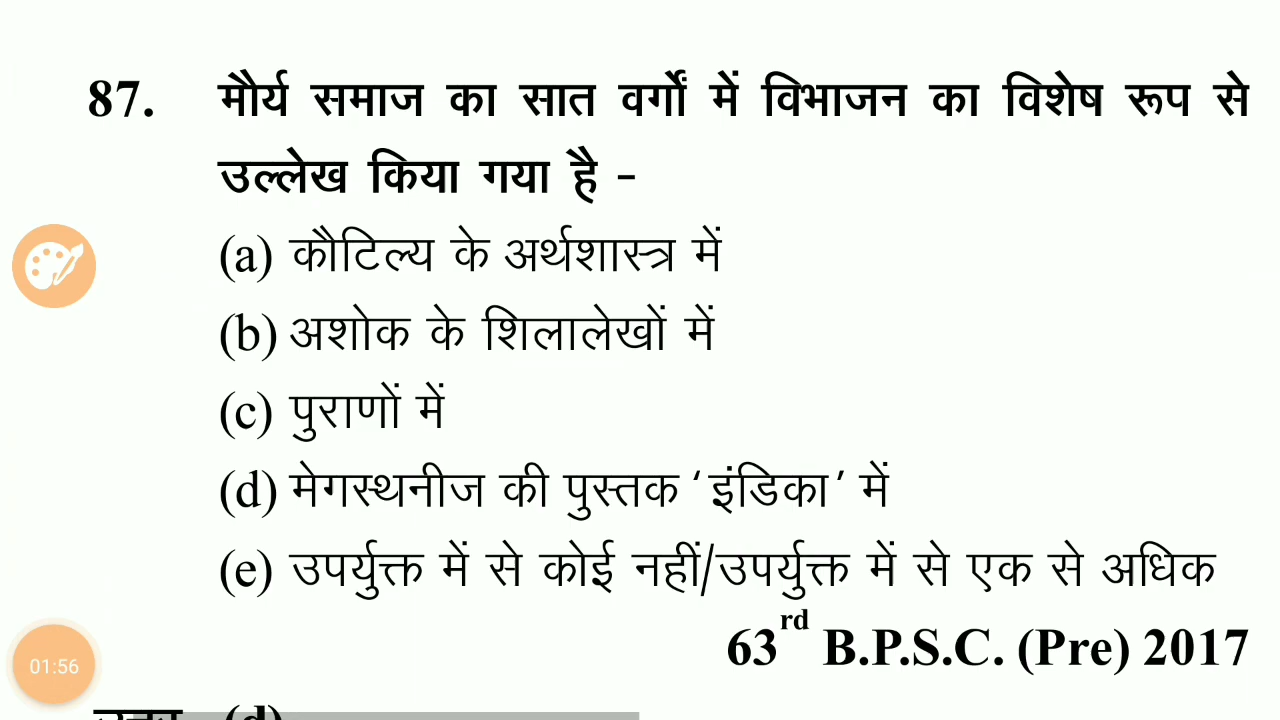 87. मौर्य समाज का सात वर्गों में विभाजन का विशेष रूप से
उल्लेख किया गया है -
(a) कौटिल्य के अर्थशास्त्र में
(b) अशोक के शिलालेखों में
(c) पुराणों में
(d) मेगस्थनीज की पुस्तक ‘इंडिका’ में
(e) उपर्युक्त में से कोई नहीं/उपर्युक्त में से एक से अधिक
63rd B.P.S.C. (Pre) 2017
01:56
(d)